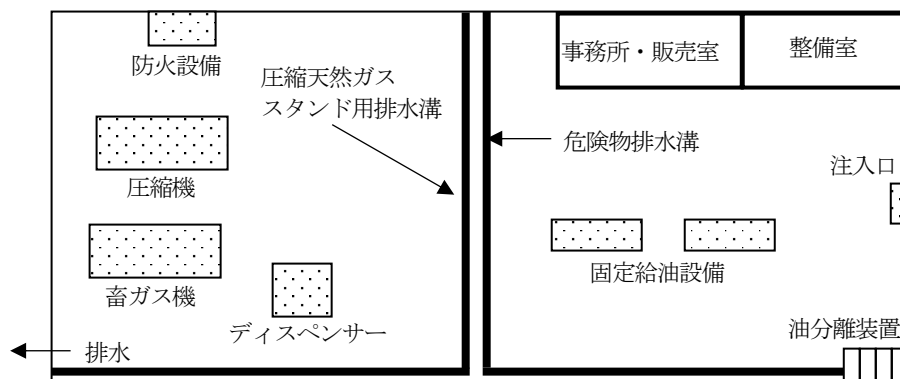 防火設備
圧縮天然ガス
スタンド用排水溝
事務所・販売室
整備室
圧縮機
危険物排水溝
注入口
畜ガス機
ディスペンサー
固定給油設備
油分離装置
排水